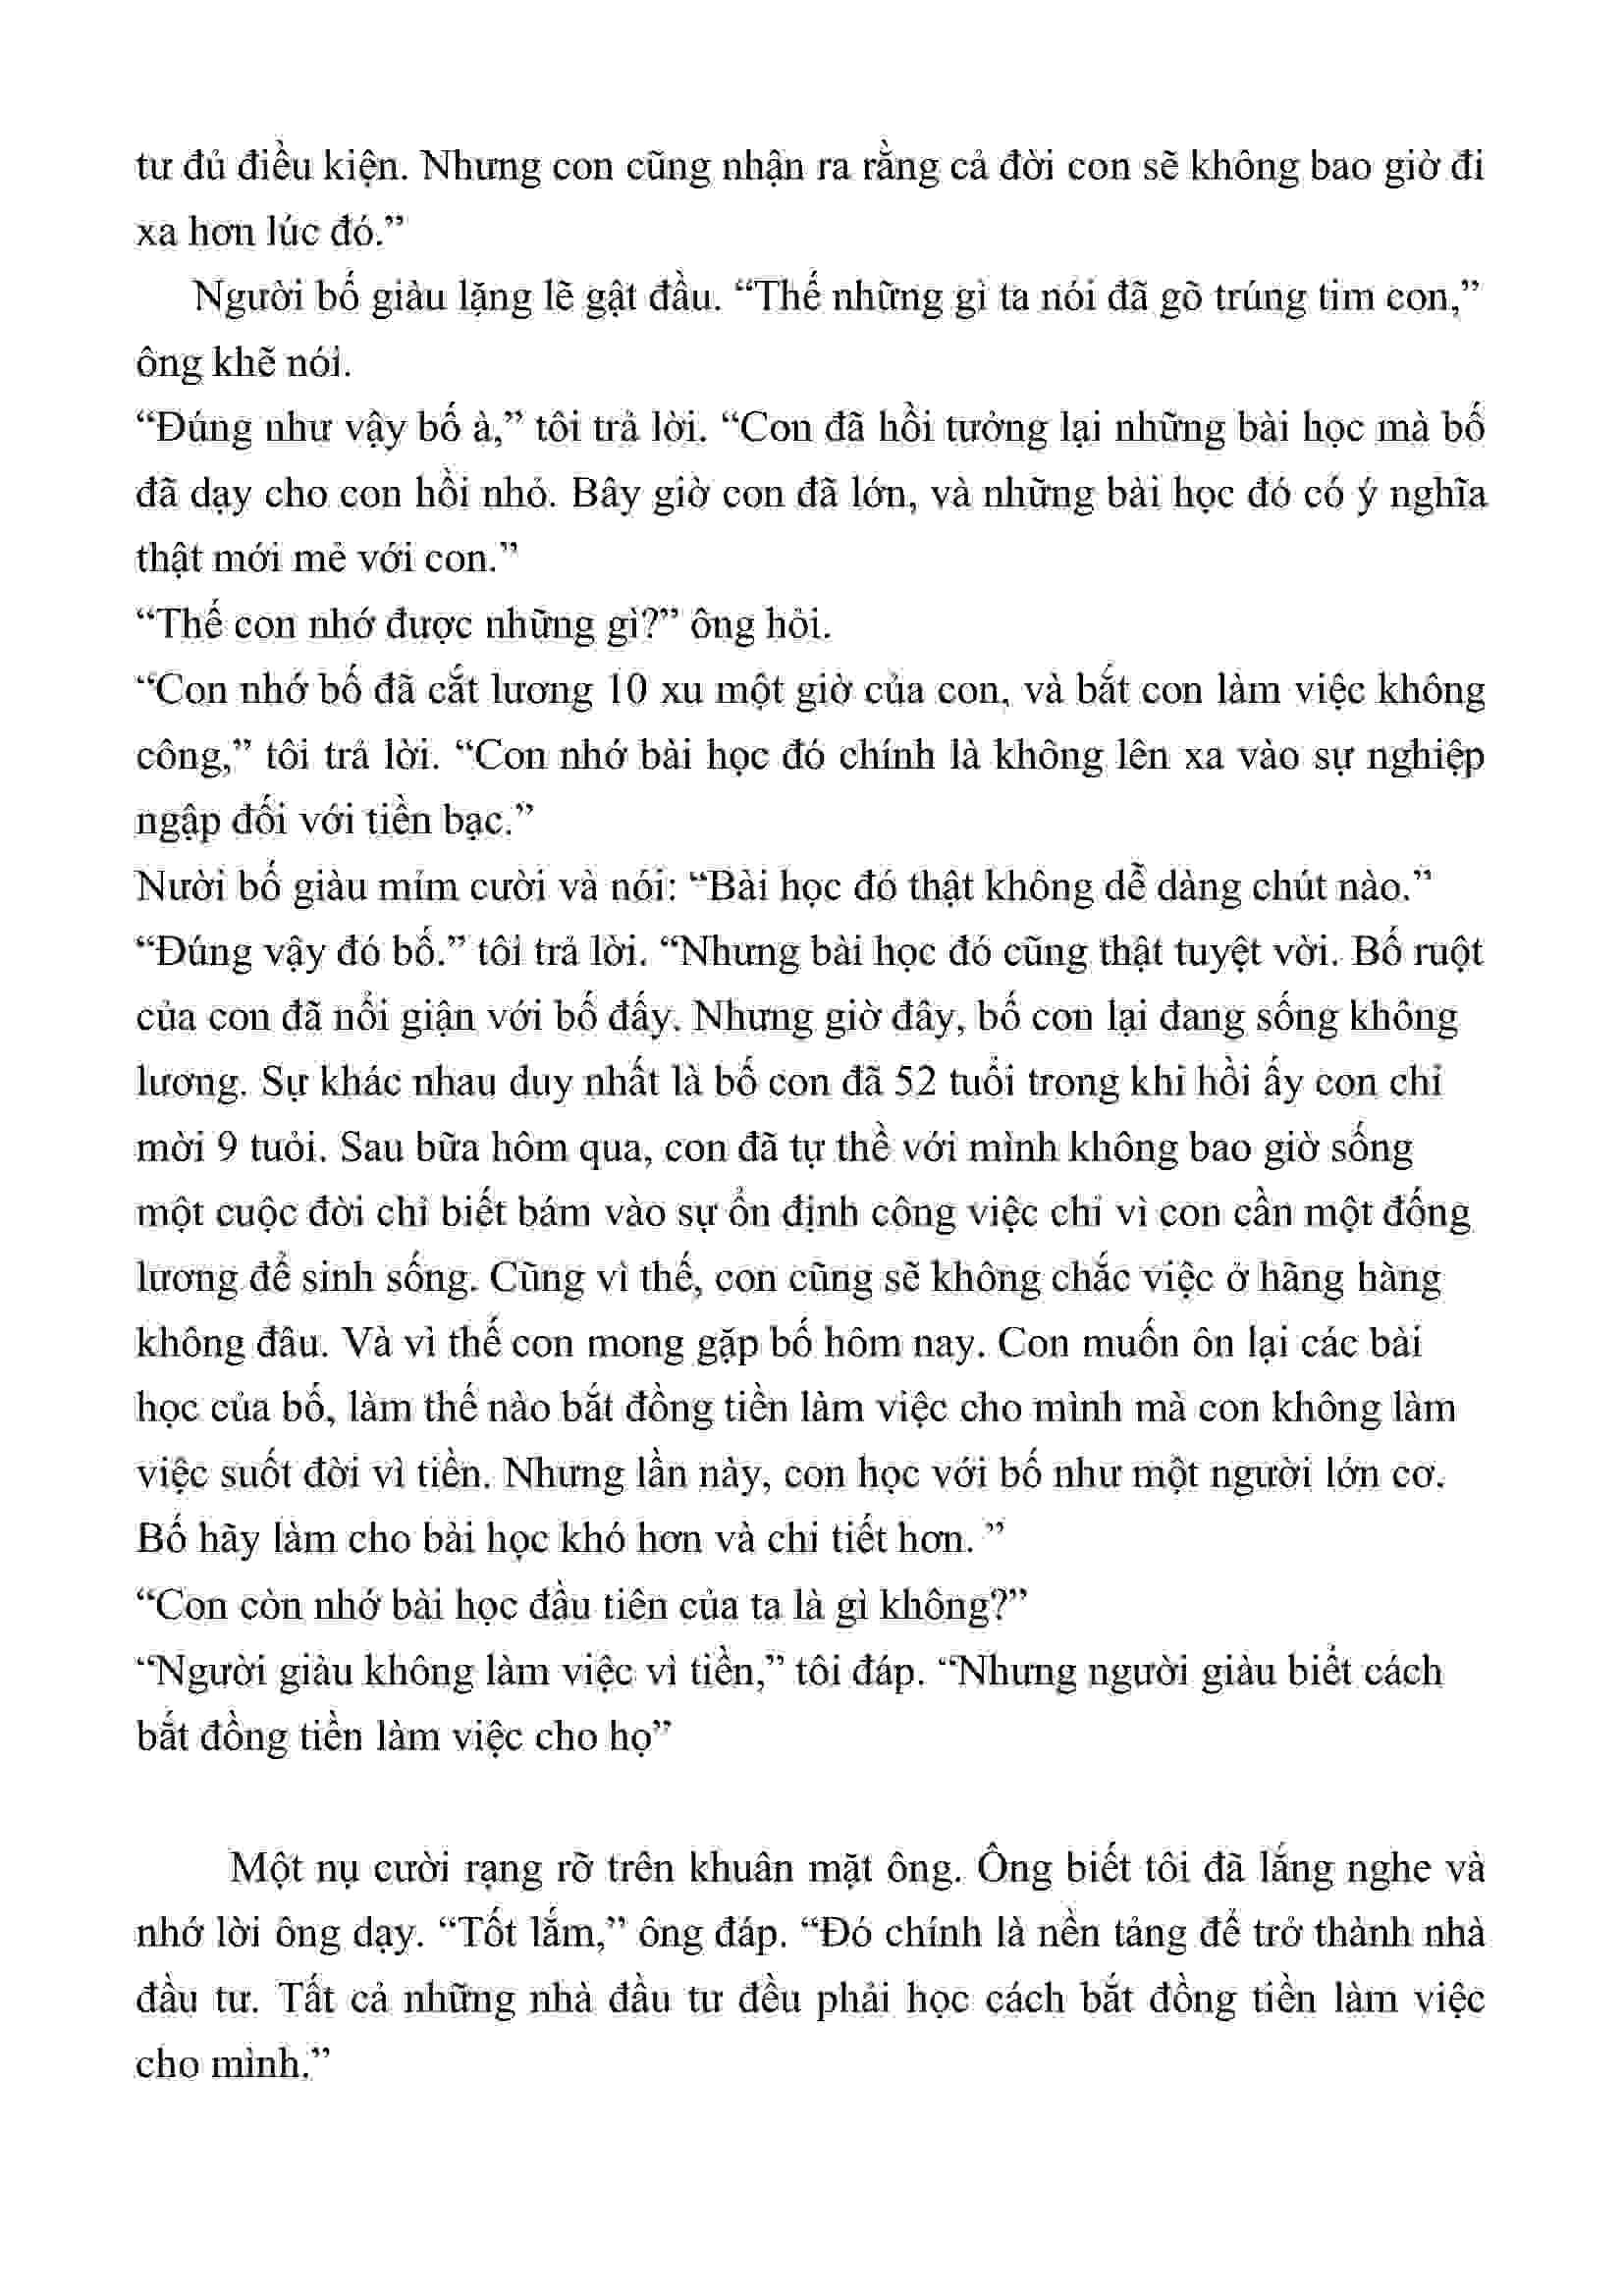 tư đủ điều kiện. Nhưng con cũng nhận ra rằng cả đời con sẽ không bao giờ đi
xa hơn lúc đó.”
Người bố giàu lặng lẽ gật đầu. “Thế những gì ta nói đã gõ trúng tim con,”
ông khẽ nói.
“Đúng như vậy bố à,” tôi trả lời. “Con đã hồi tưởng lại những bài học mà bố
đã dạy cho con hồi nhỏ. Bây giờ con đã lớn, và những bài học đó có ý nghĩa
thật mới mẻ với con.”
“Thế con nhớ được những gì?” ông hỏi.
“Con nhớ bố đã cắt lương 10 xu một giờ của con, và bắt con làm việc không
công,” tôi trả lời. “Con nhớ bài học đó chính là không lên xa vào sự nghiệp
ngập đối với tiền bạc.”
Nười bố giàu mỉm cười và nói: “Bài học đó thật không dễ dàng chút nào.”
“Đúng vậy đó bố.” tôi trả lời. “Nhưng bài học đó cũng thật tuyệt vời. Bố ruột
của con đã nổi giận với bố đấy. Nhưng giờ đây, bố con lại đang sống không
lương. Sự khác nhau duy nhất là bố con đã 52 tuổi trong khi hồi ấy con chỉ
mời 9 tuỏi. Sau bữa hôm qua, con đã tự thề với mình không bao giờ sống
một cuộc đời chỉ biết bám vào sự ổn định công việc chỉ vì con cần một đống
lương để sinh sống. Cũng vì thế, con cũng sẽ không chắc việc ở hãng hàng
không đâu. Và vì thế con mong gặp bố hôm nay. Con muốn ôn lại các bài
học của bố, làm thế nào bắt đồng tiền làm việc cho mình mà con không làm
việc suốt đời vì tiền. Nhưng lần này, con học với bố như một người lớn cơ.
Bố hãy làm cho bài học khó hơn và chi tiết hơn. ”
“Con còn nhớ bài học đầu tiên của ta là gì không?”
“Người giàu không làm việc vì tiền,” tôi đáp. “Nhưng người giàu biết cách
bắt đồng tiền làm việc cho họ”
Một nụ cười rạng rỡ trên khuân mặt ông. Ông biết tôi đã lắng nghe và
nhớ lời ông dạy. “Tốt lắm,” ông đáp. “Đó chính là nền tảng để trở thành nhà
đầu tư. Tất cả những nhà đầu tư đều phải học cách bắt đồng tiền làm việc
cho mình.”